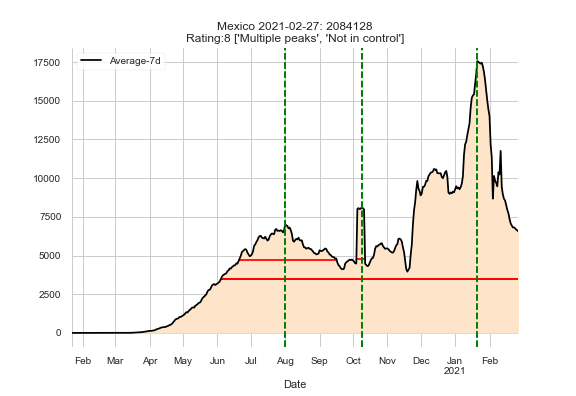 Mexico 2021-02-27: 2084128
Rating:8 ['Multiple peaks', 'Not in control']
Average-7d
17500
15000
12500
10000
7500
5000
2500
0
Feb Mar Apr May Jun Jul Aug Sep Oct Nov Dec Jan Feb
2021
Date